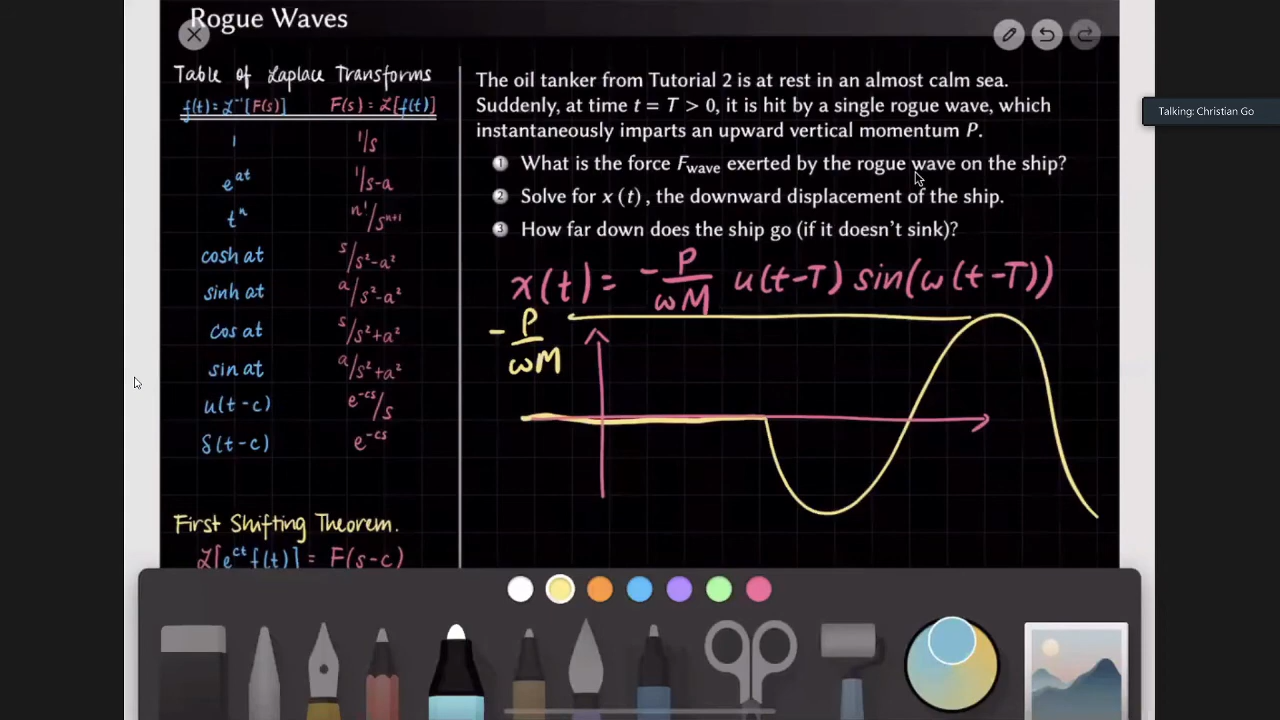 Rogue Waves
Table of Laplace Transforms
f(t) = ℒ⁻¹[F(s)] F(s) = ℒ[f(t)]
1 1/s
e^at 1/s-a
t^n n!/s^n+1
cosh at s/s²-a²
sinh at a/s²-a²
cos at s/s²+a²
sin at a/s²+a²
u(t-c) e^-cs/s
δ(t-c) e^-cs
First Shifting Theorem.
ℒ[e^ct f(t)] = F(s-c)
The oil tanker from Tutorial 2 is at rest in an almost calm sea.
Suddenly, at time t = T > 0, it is hit by a single rogue wave, which
instantaneously imparts an upward vertical momentum P.
1 What is the force F_wave exerted by the rogue wave on the ship?
2 Solve for x (t), the downward displacement of the ship.
3 How far down does the ship go (if it doesn't sink)?
x(t) = - P/ωM u(t-T) sin(ω(t-T))
- P/ωM
Talking: Christian Go